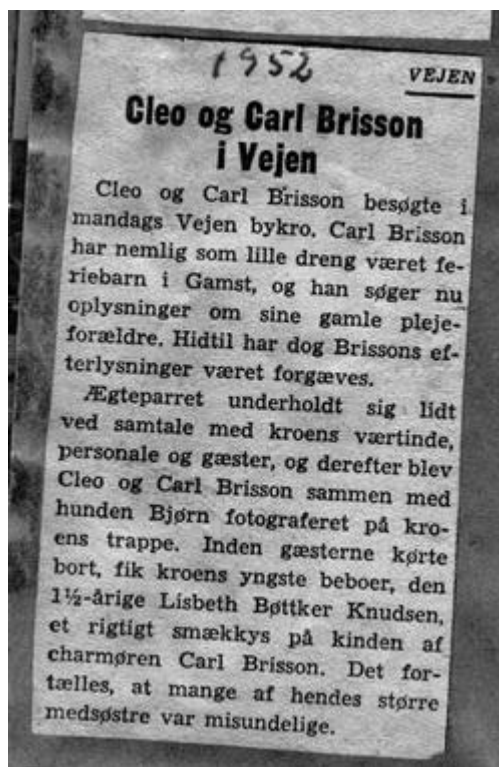 1952
VEJEN
Cleo og Carl Brisson
i Vejen
Cleo og Carl Brisson besøgte i
mandags Vejen bykro. Carl Brisson
har nemlig som lille dreng været fe-
riebarn i Gamst, og han søger nu
oplysninger om sine gamle pleje-
forældre. Hidtil har dog Brissons ef-
terlysninger været forgæves.
Ægteparret underholdt sig lidt
ved samtale med kroens værtinde,
personale og gæster, og derefter blev
Cleo og Carl Brisson sammen med
hunden Bjørn fotograferet på kro-
ens trappe. Inden gæsterne kørte
bort, fik kroens yngste beboer, den
1½-årige Lisbeth Bøttker Knudsen,
et rigtigt smækkys på kinden af
charmøren Carl Brisson. Det for-
tælles, at mange af hendes større
medsøstre var misundelige.